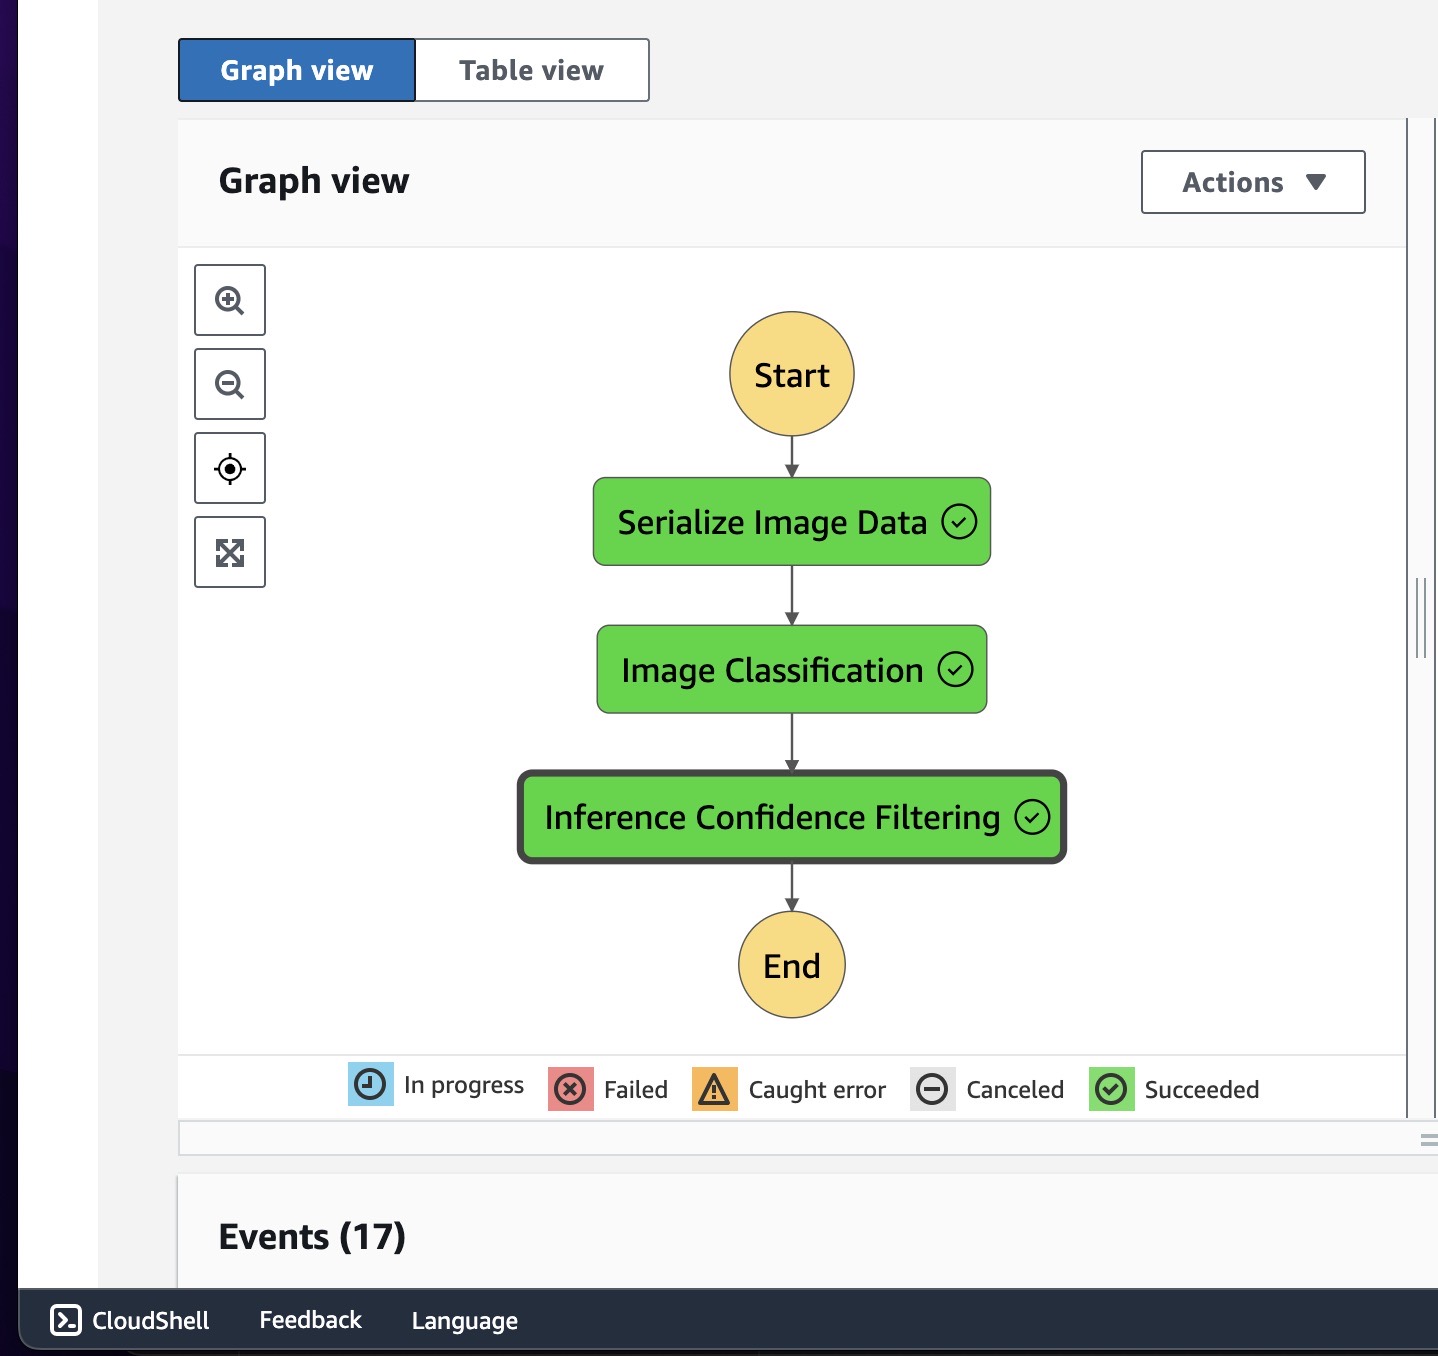 Graph view
Table view
Graph view
Actions
Start
Serialize Image Data
Image Classification
Inference Confidence Filtering
End
In progress
Failed
Caught error
Canceled
Succeeded
Events (17)
CloudShell
Feedback
Language